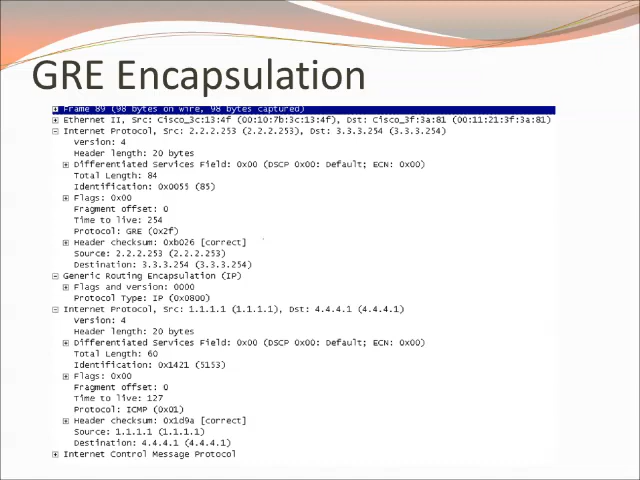 GRE Encapsulation
Frame 89 (98 bytes on wire, 98 bytes captured)
Ethernet II, Src: Cisco_3c:13:4f (00:10:7b:3c:13:4f), Dst: Cisco_3f:3a:81 (00:11:21:3f:3a:81)
Internet Protocol, Src: 2.2.2.253 (2.2.2.253), Dst: 3.3.3.254 (3.3.3.254)
Version: 4
Header length: 20 bytes
Differentiated Services Field: 0x00 (DSCP 0x00: Default; ECN: 0x00)
Total Length: 84
Identification: 0x0055 (85)
Flags: 0x00
Fragment offset: 0
Time to live: 254
Protocol: GRE (0x2f)
Header checksum: 0xb026 [correct]
Source: 2.2.2.253 (2.2.2.253)
Destination: 3.3.3.254 (3.3.3.254)
Generic Routing Encapsulation (IP)
Flags and version: 0000
Protocol Type: IP (0x0800)
Internet Protocol, Src: 1.1.1.1 (1.1.1.1), Dst: 4.4.4.1 (4.4.4.1)
Version: 4
Header length: 20 bytes
Differentiated Services Field: 0x00 (DSCP 0x00: Default; ECN: 0x00)
Total Length: 60
Identification: 0x1421 (5153)
Flags: 0x00
Fragment offset: 0
Time to live: 127
Protocol: ICMP (0x01)
Header checksum: 0x1d9a [correct]
Source: 1.1.1.1 (1.1.1.1)
Destination: 4.4.4.1 (4.4.4.1)
Internet Control Message Protocol